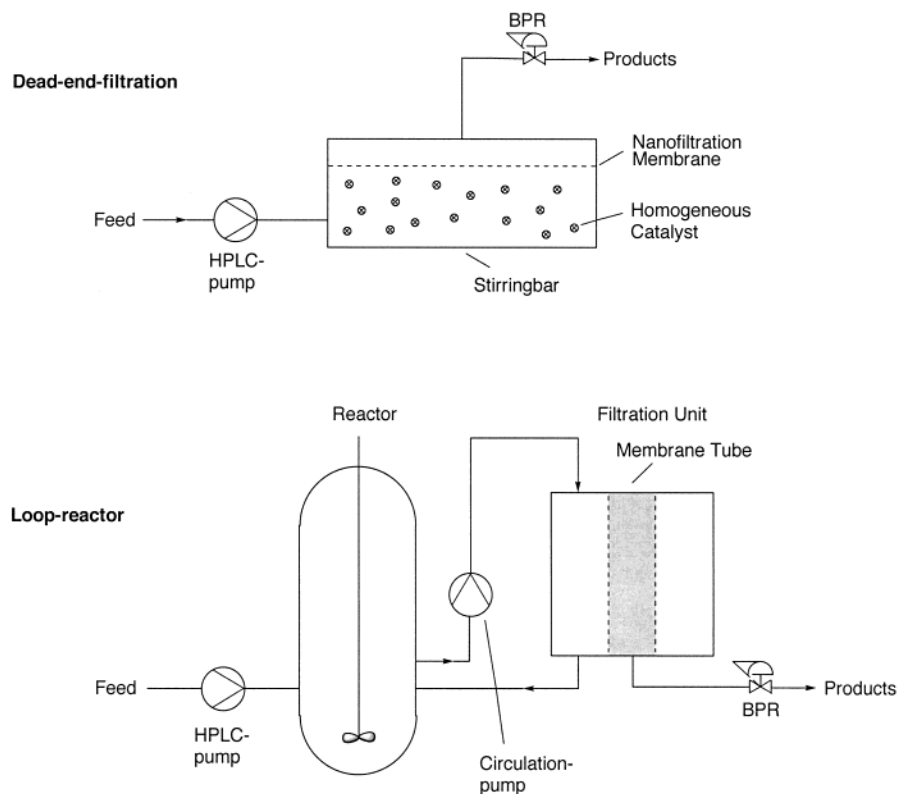 BPR
Products
Dead-end-filtration
Nanofiltration
Membrane
Feed
Homogeneous
Catalyst
HPLC-
pump
Stirringbar
Reactor
Filtration Unit
Membrane Tube
Loop-reactor
Feed
Products
HPLC-
pump
BPR
Circulation-
pump